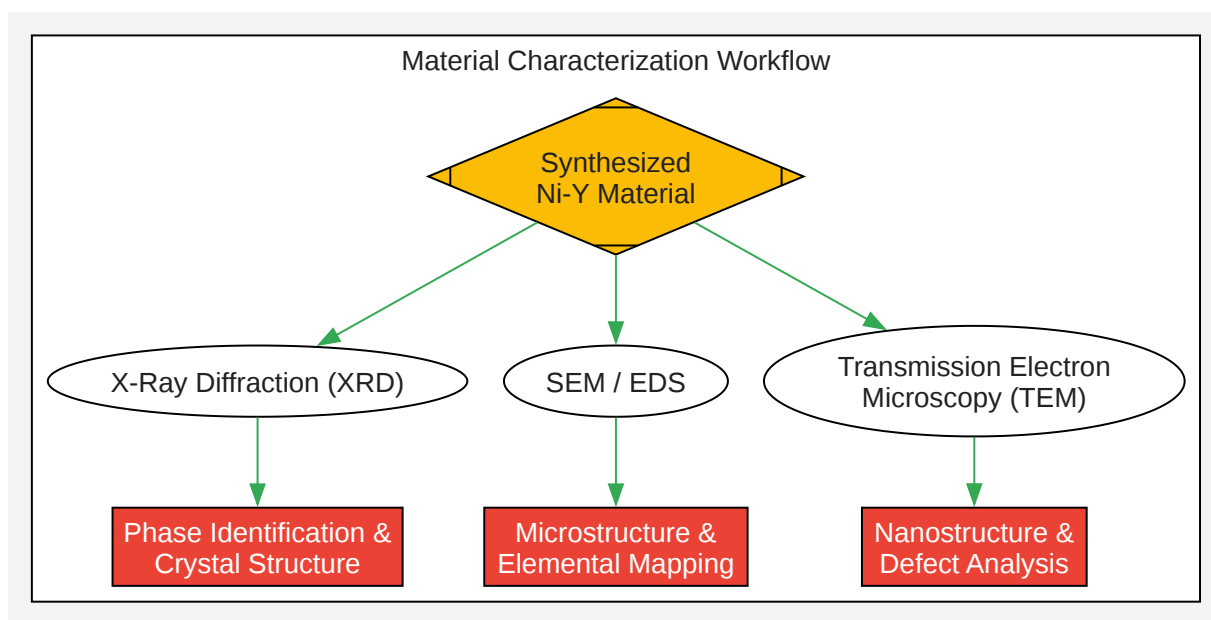 Material Characterization Workflow
Synthesized
Ni-Y Material
X-Ray Diffraction (XRD)
SEM / EDS
Transmission Electron
Microscopy (TEM)
Phase Identification &
Crystal Structure
Microstructure &
Elemental Mapping
Nanostructure &
Defect Analysis